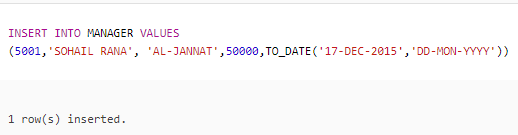 INSERT INTO MANAGER VALUES
(5001,'SOHAIL RANA', 'AL-JANNAT',50000,TO_DATE('17-DEC-2015','DD-MON-YYYY'))
1 row(s) inserted.